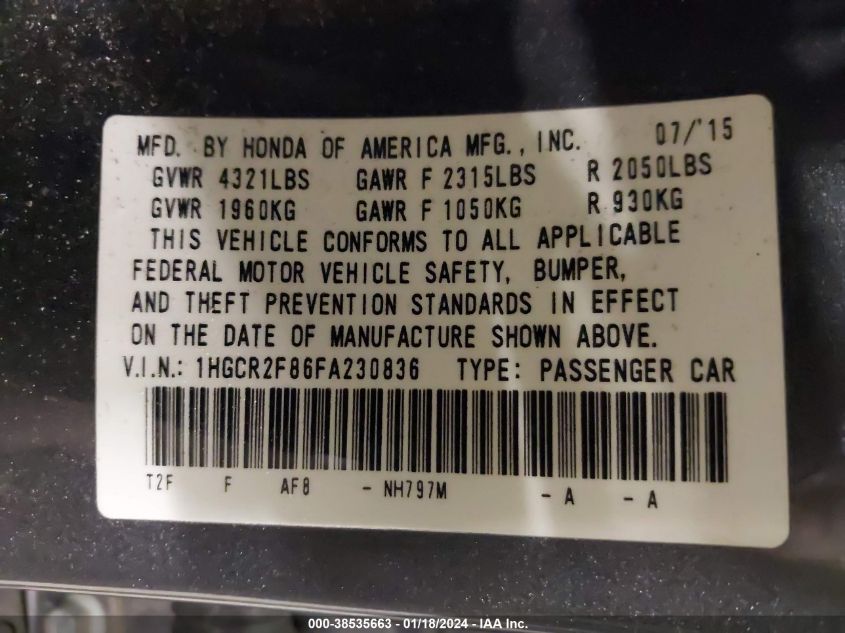 MFD. BY HONDA OF AMERICA MFG., INC. 07/'15
GVWR 4321LBS GAWR F 2315LBS R 2050LBS
GVWR 1960KG GAWR F 1050KG R 930KG
THIS VEHICLE CONFORMS TO ALL APPLICABLE
FEDERAL MOTOR VEHICLE SAFETY, BUMPER,
AND THEFT PREVENTION STANDARDS IN EFFECT
ON THE DATE OF MANUFACTURE SHOWN ABOVE.
V.I.N.: 1HGCR2F86FA230836 TYPE: PASSENGER CAR
T2F F AF8 - NH797M - A - A
000-38535663 - 01/18/2024 - IAA Inc.